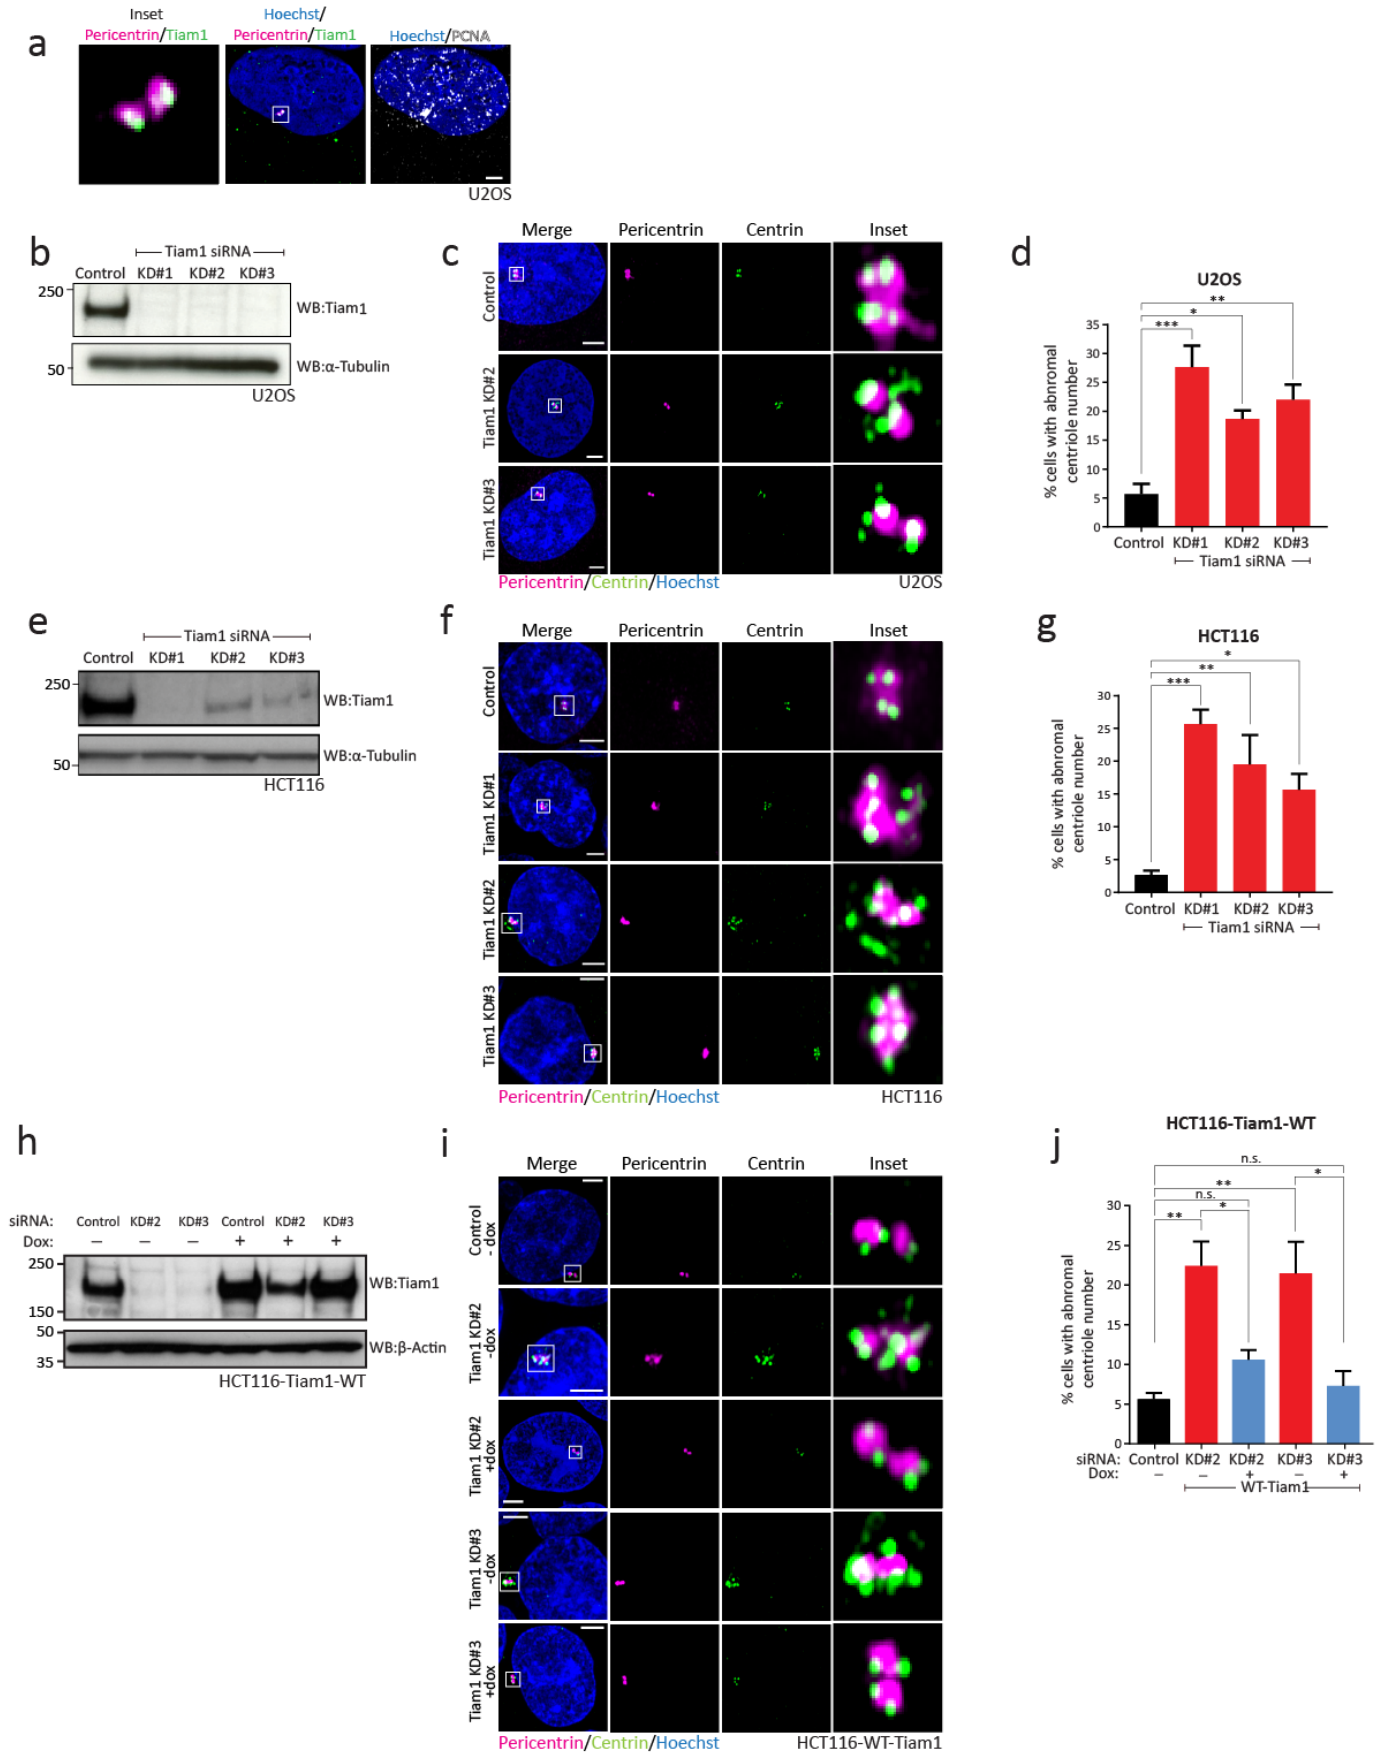 a
Inset
Pericentrin/Tiam1
Hoechst/
Pericentrin/Tiam1
Hoechst/PCNA
U2OS
b
Tiam1 siRNA
Control KD#1 KD#2 KD#3
250
WB:Tiam1
50
WB:α-Tubulin
U2OS
c
Merge Pericentrin Centrin Inset
Control
Tiam1 KD#2
Tiam1 KD#3
Pericentrin/Centrin/Hoechst U2OS
d
U2OS
**
*
***
% cells with abnromal
centriole number
35
30
25
20
15
10
5
0
Control KD#1 KD#2 KD#3
Tiam1 siRNA
e
Tiam1 siRNA
Control KD#1 KD#2 KD#3
250
WB:Tiam1
50
WB:α-Tubulin
HCT116
f
Merge Pericentrin Centrin Inset
Control
Tiam1 KD#1
Tiam1 KD#2
Tiam1 KD#3
Pericentrin/Centrin/Hoechst HCT116
g
HCT116
*
**
***
% cells with abnromal
centriole number
30
25
20
15
10
5
0
Control KD#1 KD#2 KD#3
Tiam1 siRNA
h
siRNA: Control KD#2 KD#3 Control KD#2 KD#3
Dox: – – – + + +
250
WB:Tiam1
150
50
WB:β-Actin
35
HCT116-Tiam1-WT
i
Merge Pericentrin Centrin Inset
Control
- dox
Tiam1 KD#2
-dox
Tiam1 KD#2
+dox
Tiam1 KD#3
-dox
Tiam1 KD#3
+dox
Pericentrin/Centrin/Hoechst HCT116-WT-Tiam1
j
HCT116-Tiam1-WT
n.s.
*
**
n.s.
*
**
% cells with abnromal
centriole number
30
25
20
15
10
5
0
siRNA: Control KD#2 KD#2 KD#3 KD#3
Dox: – – + – +
WT-Tiam1